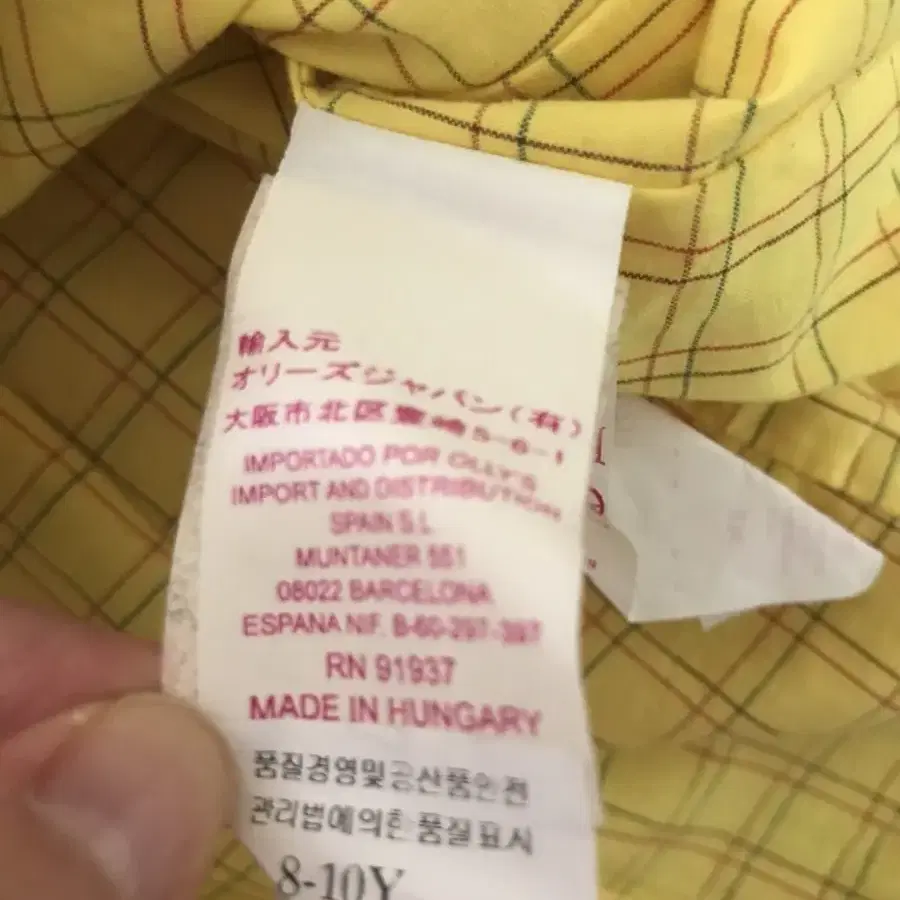 輸入元
オリーズジャパン(有)
大阪市北区豊崎5-6-1
IMPORTADO POR OLLY'S
IMPORT AND DISTRIBUTION
SPAIN S.L.
MUNTANER 551
08022 BARCELONA
ESPANA NIF. B-60-297-397
RN 91937
MADE IN HUNGARY
품질경영및공산품안전
관리법에의한품질표시
8-10Y